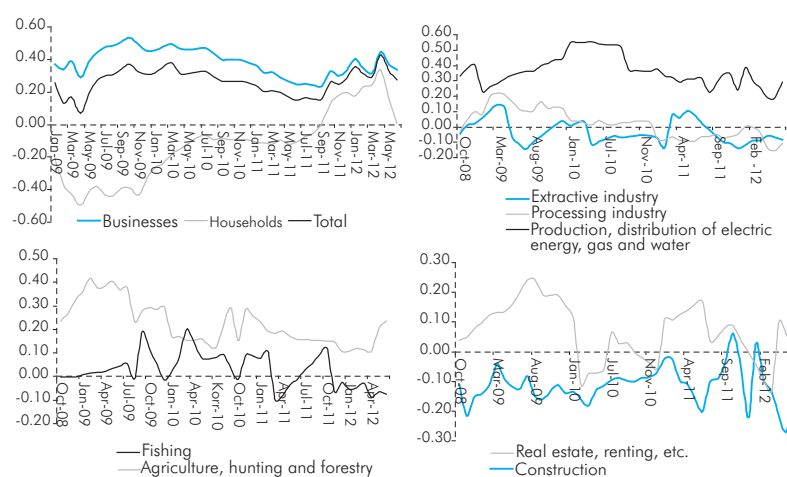 0.60
0.40
0.20
0.00
-0.20
-0.40
-0.60
Jan-09
Mar-09
May-09
Jul-09
Sep-09
Nov-09
Jan-10
Mar-10
May-10
Jul-10
Sep-10
Nov-10
Jan-11
Mar-11
May-11
Jul-11
Sep-11
Nov-11
Jan-12
Mar-12
May-12
Businesses
Households
Total
0.60
0.50
0.40
0.30
0.20
0.10
0.00
-0.10
-0.20
Oct-08
Mar-09
Aug-09
Jan-10
Jul-10
Nov-10
Apr-11
Sep-11
Feb -12
Extractive industry
Processing industry
Production, distribution of electric
energy, gas and water
0.50
0.40
0.30
0.20
0.10
0.00
-0.10
-0.20
Oct-08
Jan-09
Apr-09
Jul-09
Oct-09
Jan-10
Apr-10
Korr-10
Oct-10
Jan-11
Apr-11
Jul-11
Oct-11
Jan-12
Apr-12
Fishing
Agriculture, hunting and forestry
0.30
0.20
0.10
0.00
-0.10
-0.20
-0.30
Oct-08
Mar-09
Aug-09
Jan-10
Jul-10
Nov-10
Apr-11
Sep-11
Feb-12
Real estate, renting, etc.
Construction